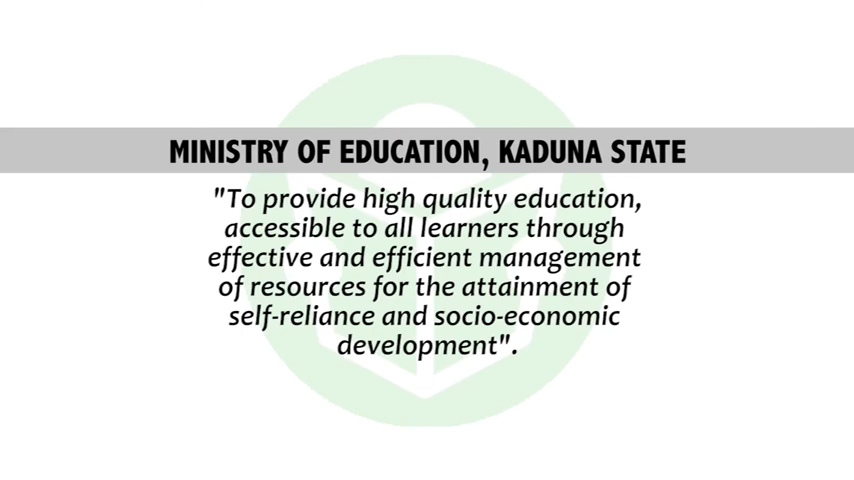 MINISTRY OF EDUCATION, KADUNA STATE
"To provide high quality education,
accessible to all learners through
effective and efficient management
of resources for the attainment of
self-reliance and socio-economic
development".